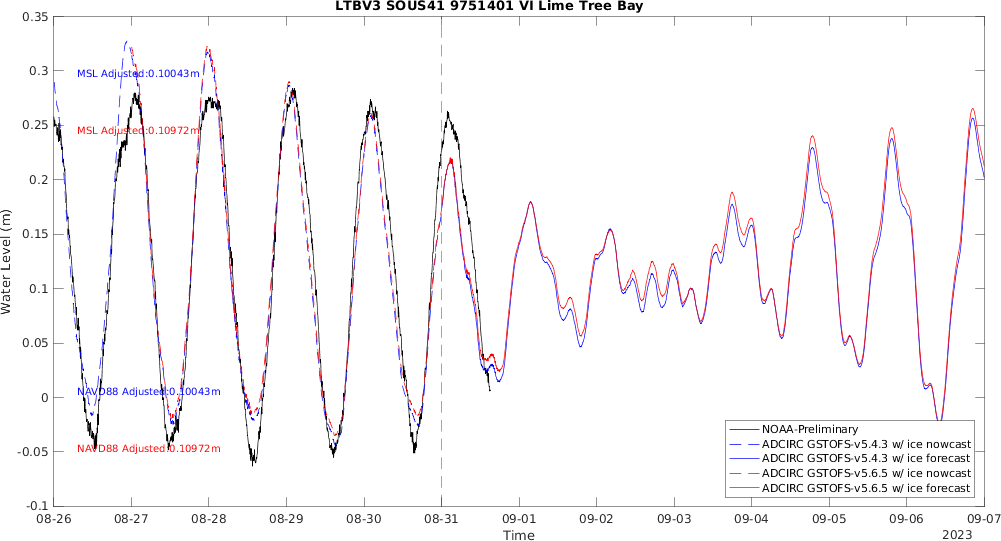 LTBV3 SOUS41 9751401 VI Lime Tree Bay
0.35
0.3
0.25
0.2
0.15
0.1
0.05
0
-0.05
-0.1
Water Level (m)
MSL Adjusted:0.10043m
MSL Adjusted:0.10972m
NAVD88 Adjusted:0.10043m
NAVD88 Adjusted:0.10972m
NOAA-Preliminary
ADCIRC GSTOFS-v5.4.3 w/ ice nowcast
ADCIRC GSTOFS-v5.4.3 w/ ice forecast
ADCIRC GSTOFS-v5.6.5 w/ ice nowcast
ADCIRC GSTOFS-v5.6.5 w/ ice forecast
08-26 08-27 08-28 08-29 08-30 08-31 09-01 09-02 09-03 09-04 09-05 09-06 09-07
Time
2023